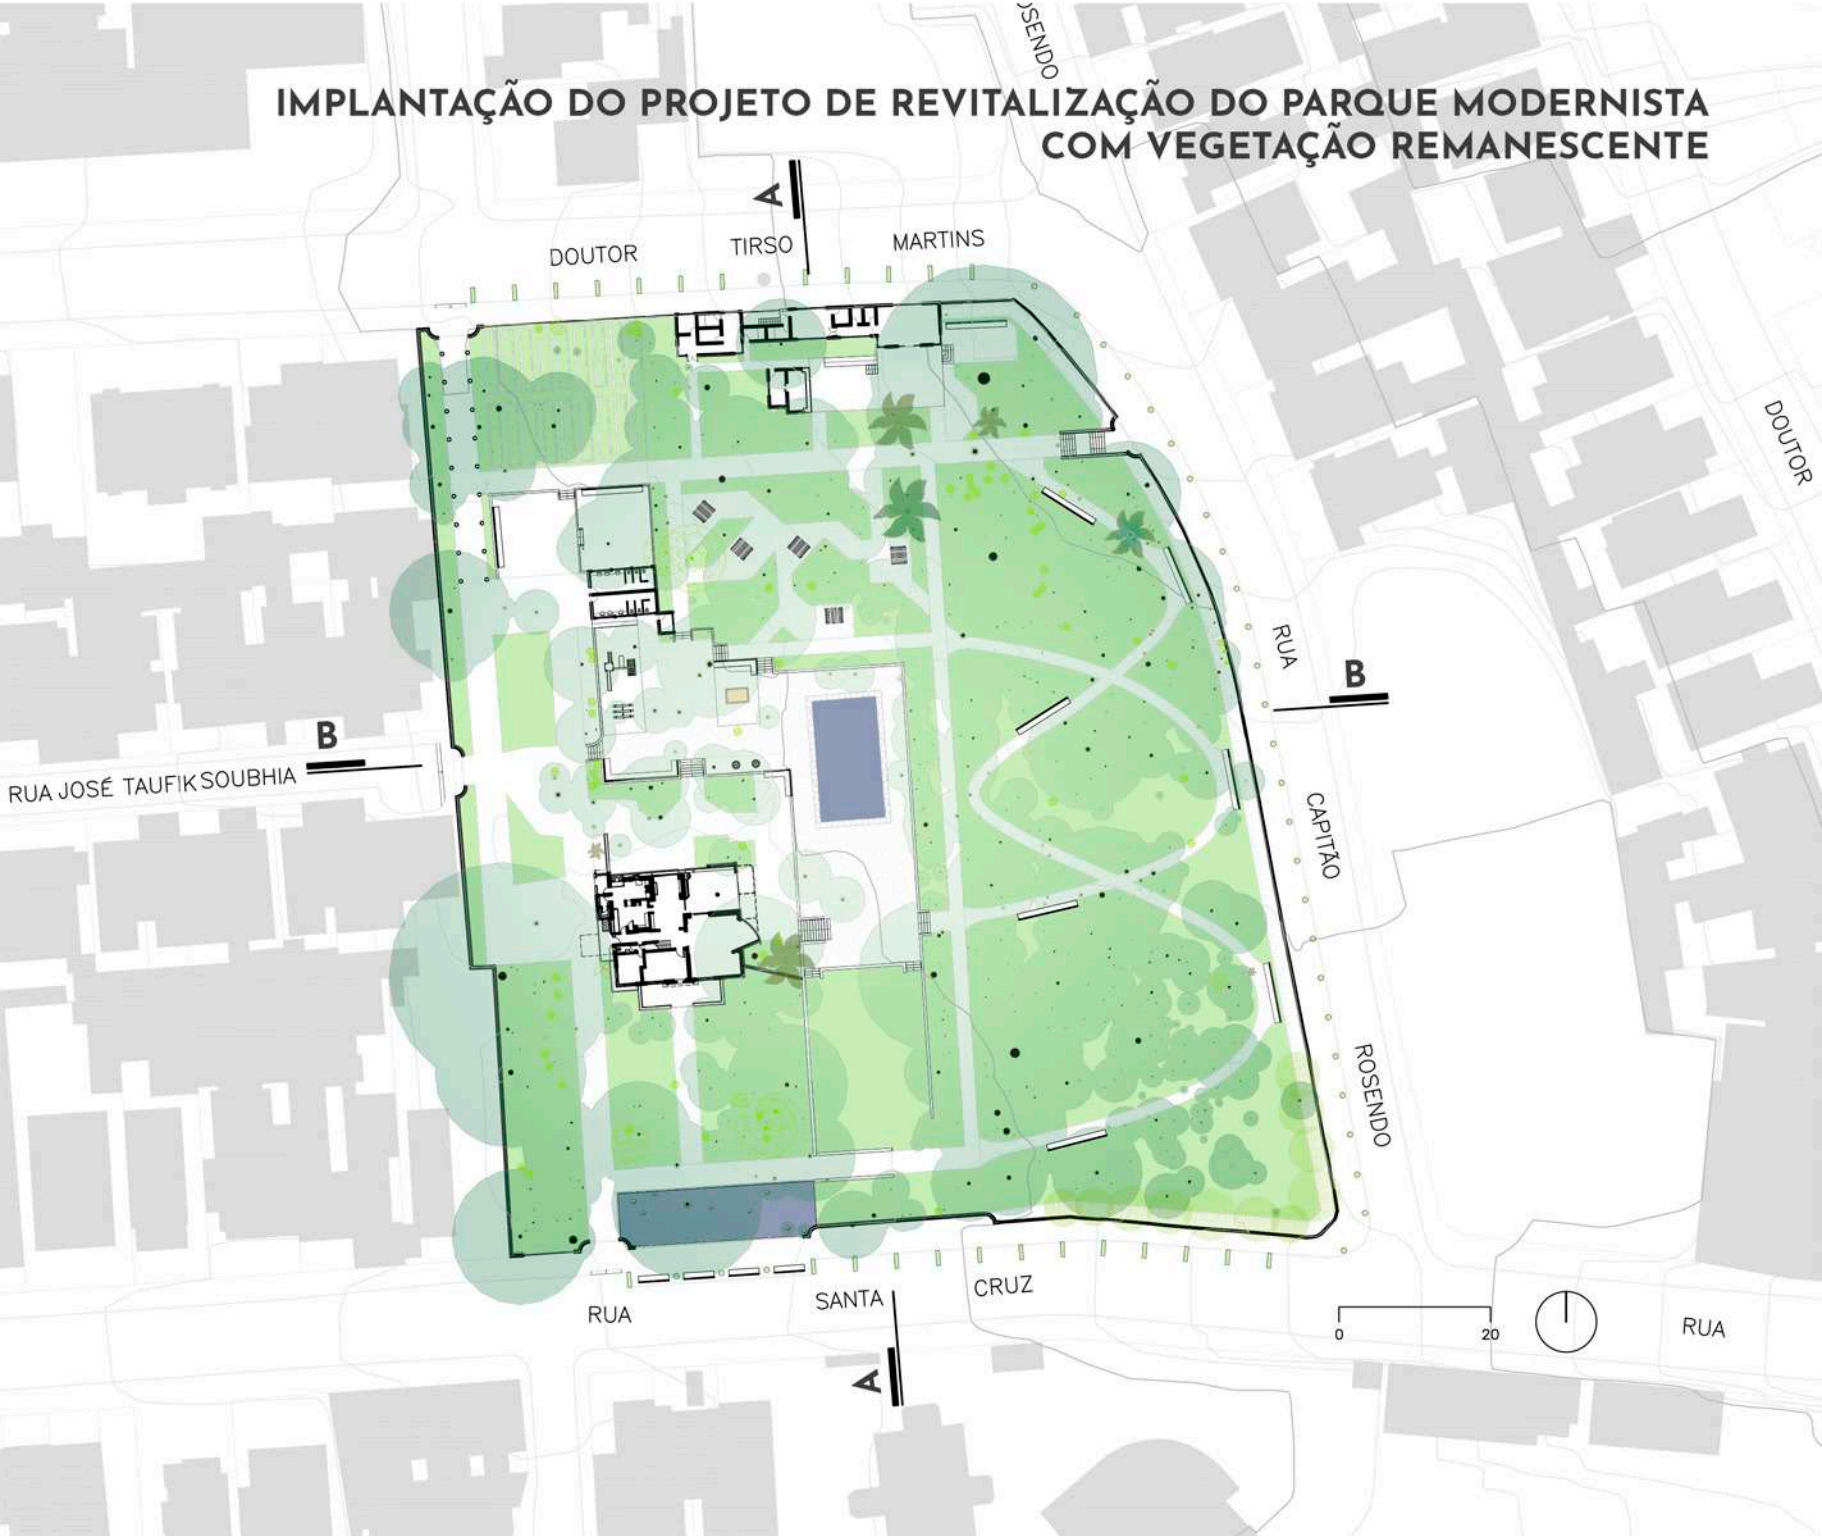 OSENDO
IMPLANTAÇÃO DO PROJETO DE REVITALIZAÇÃO DO PARQUE MODERNISTA
COM VEGETAÇÃO REMANESCENTE
A
DOUTOR TIRSO MARTINS
DOUTOR
RUA
B
B
RUA JOSÉ TAUFIK SOUBHIA
CAPITÃO
ROSENDO
RUA SANTA CRUZ
0 20
RUA
A